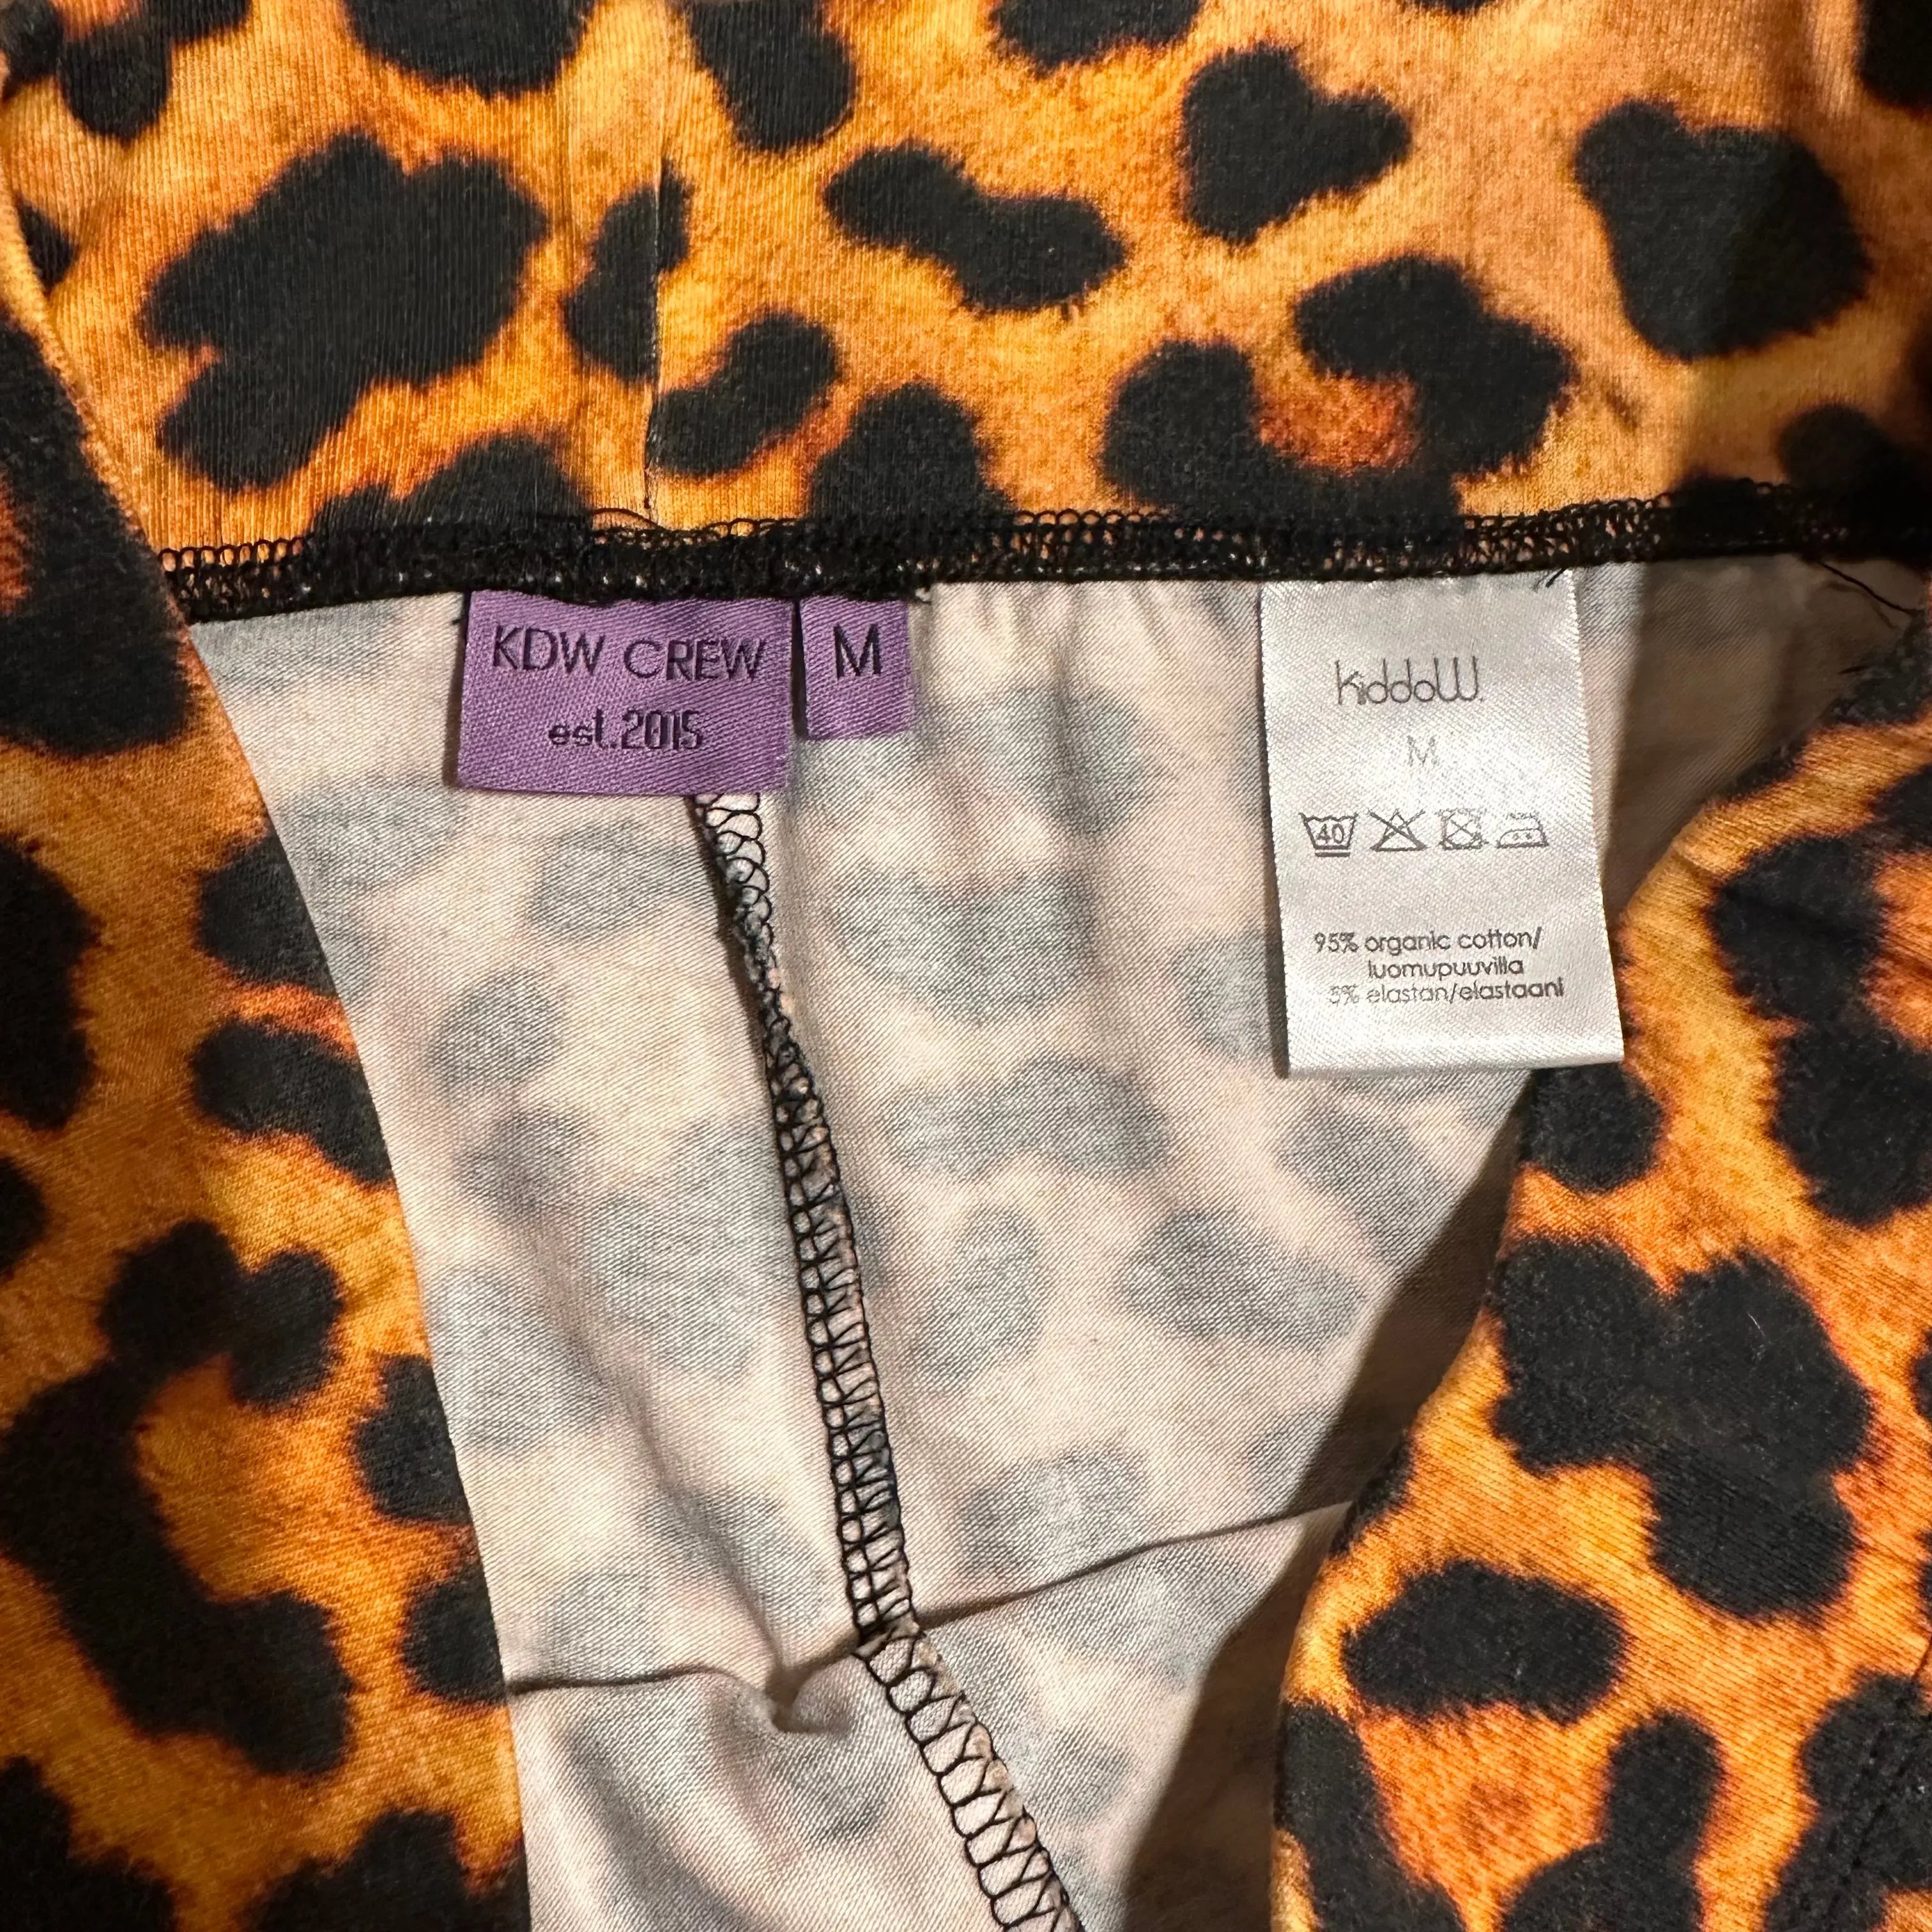 KDW CREW
est.2015
M
kiddoW.
M
40
95% organic cotton/
luomupuuvilla
5% elastan/elastaani